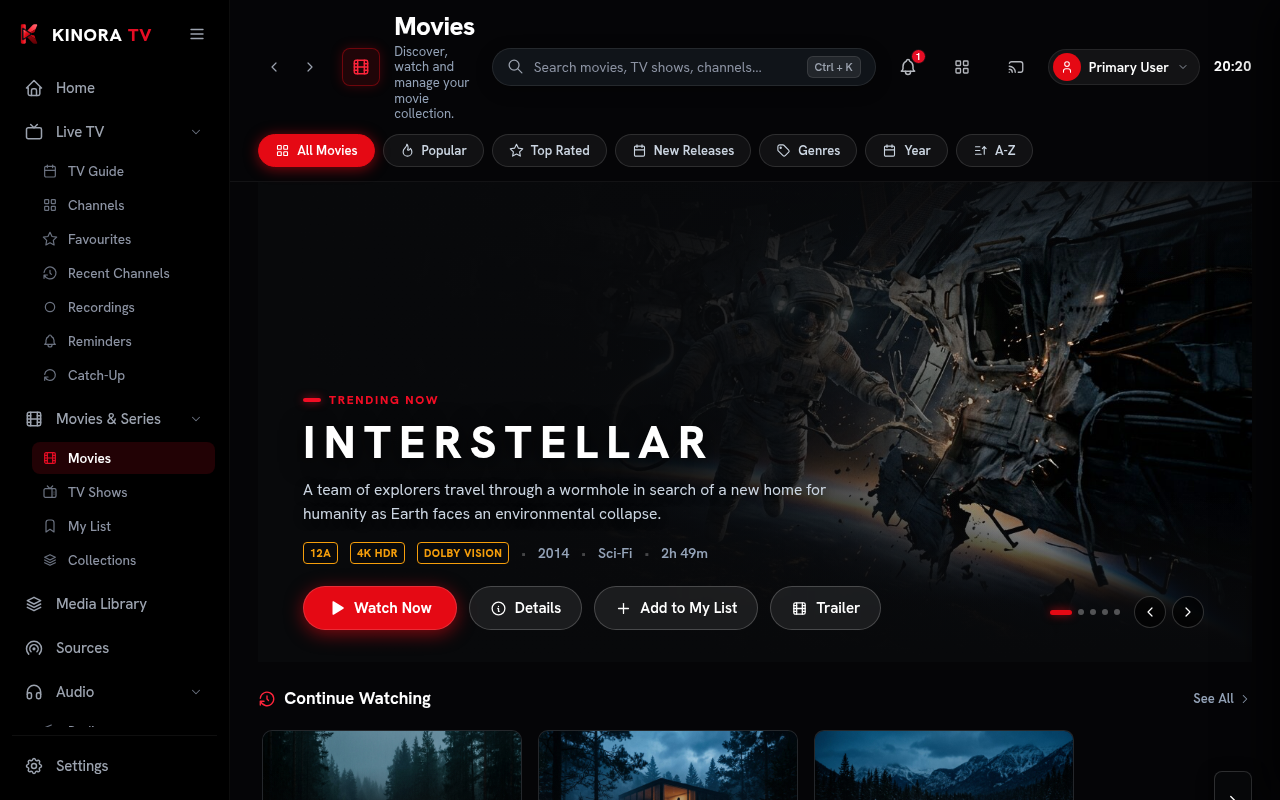 KINORA TV
Home
Live TV
TV Guide
Channels
Favourites
Recent Channels
Recordings
Reminders
Catch-Up
Movies & Series
Movies
TV Shows
My List
Collections
Media Library
Sources
Audio
Settings
Movies
Discover,
watch and
manage your
movie
collection.
Search movies, TV shows, channels...
Ctrl + K
1
Primary User
20:20
All Movies
Popular
Top Rated
New Releases
Genres
Year
A-Z
TRENDING NOW
INTERSTELLAR
A team of explorers travel through a wormhole in search of a new home for
humanity as Earth faces an environmental collapse.
12A
4K HDR
DOLBY VISION
2014
Sci-Fi
2h 49m
Watch Now
Details
Add to My List
Trailer
Continue Watching
See All